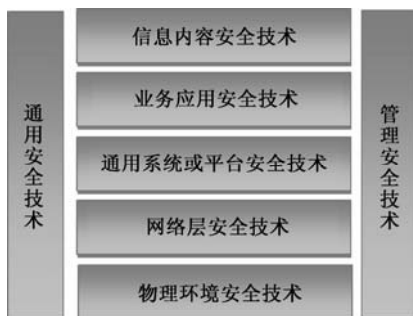 通用安全技术
信息内容安全技术
业务应用安全技术
通用系统或平台安全技术
网络层安全技术
物理环境安全技术
管理安全技术